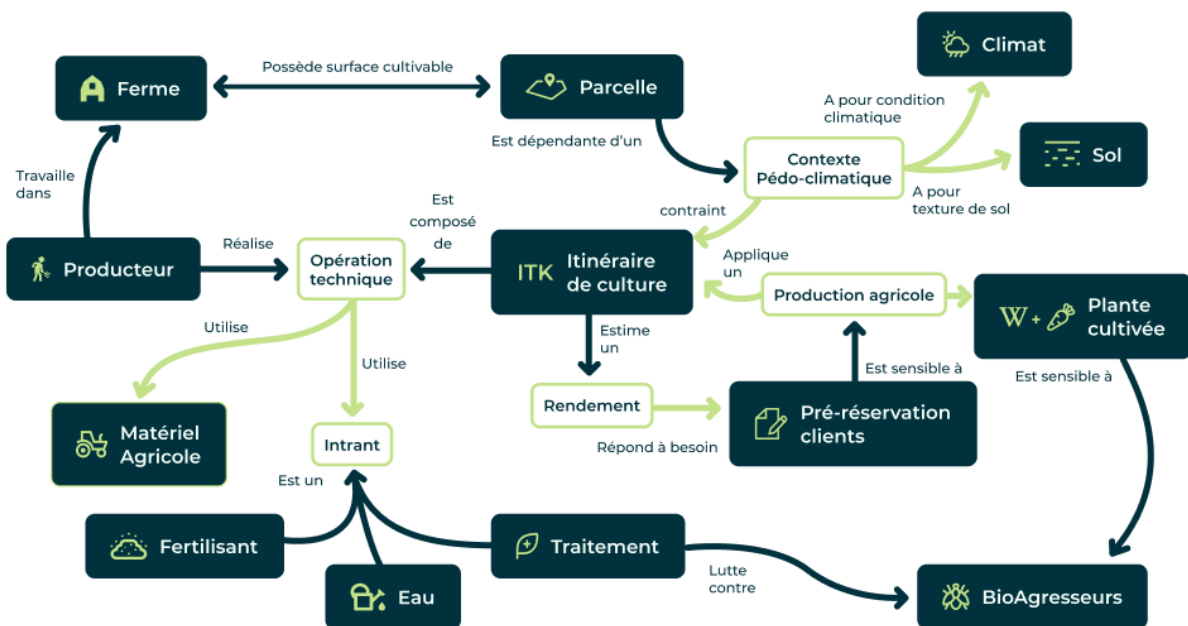 Climat
Possède surface cultivable
Ferme
Parcelle
A pour condition
climatique
Est dépendante d'un
Contexte
Pédo-climatique
Sol
Travaille
dans
A pour
texture de sol
contraint
Est
composé
de
Réalise
Opération
technique
Producteur
ITK
Itinéraire
de culture
Applique
un
Production agricole
W +
Plante
cultivée
Utilise
Utilise
Estime
un
Est sensible à
Est sensible à
Rendement
Pré-réservation
clients
Matériel
Agricole
Intrant
Répond à besoin
Est un
Fertilisant
Traitement
Lutte
contre
Eau
BioAgresseurs